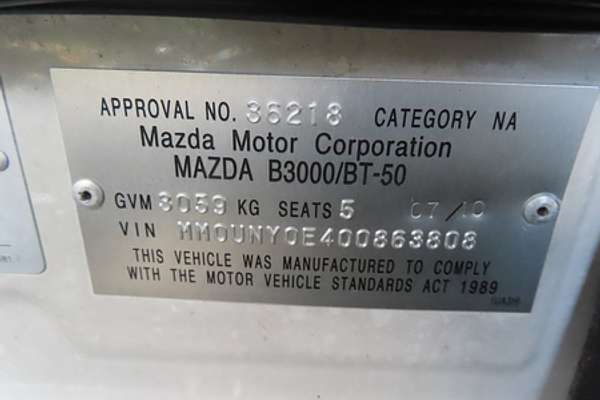 APPROVAL NO. 36218 CATEGORY NA
Mazda Motor Corporation
MAZDA B3000/BT-50
GVM 3059 KG SEATS 5 07/10
VIN MM0UNY0E400863808
THIS VEHICLE WAS MANUFACTURED TO COMPLY
WITH THE MOTOR VEHICLE STANDARDS ACT 1989